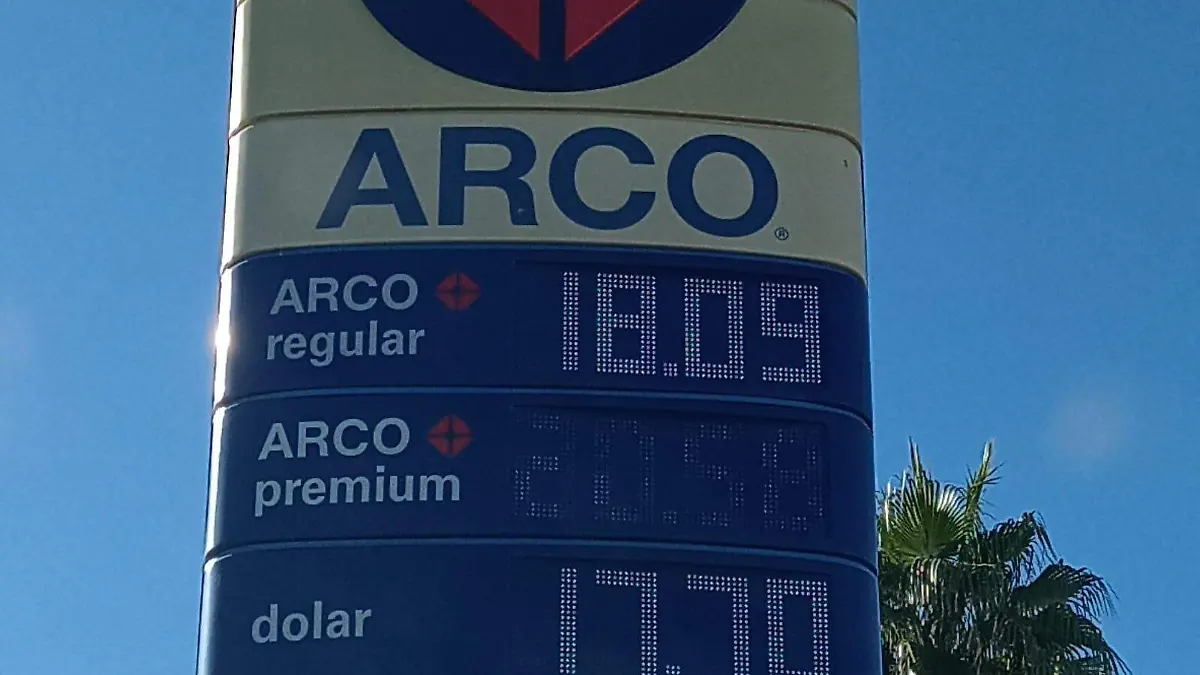 ARCO®
ARCO regular 18.09
ARCO premium 20.58
dolar 17.70